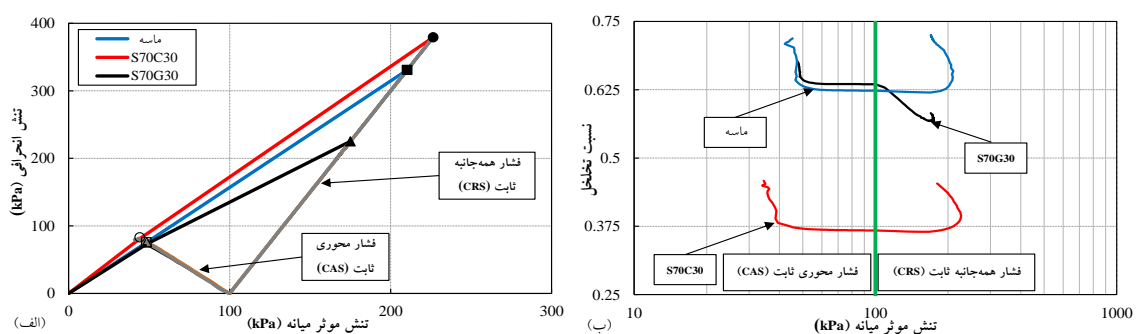 تنش انحرافی (kPa)
400
300
200
100
0
ماسه
S70C30
S70G30
فشار همه‌جانبه
ثابت (CRS)
فشار محوری
ثابت (CAS)
0
100
200
300
تنش موثر میانه (kPa)
(الف)
نسبت تخلخل
0.75
0.625
0.5
0.375
0.25
ماسه
S70G30
S70C30
فشار محوری ثابت (CAS)
فشار همه‌جانبه ثابت (CRS)
10
100
1000
تنش موثر میانه (kPa)
(ب)